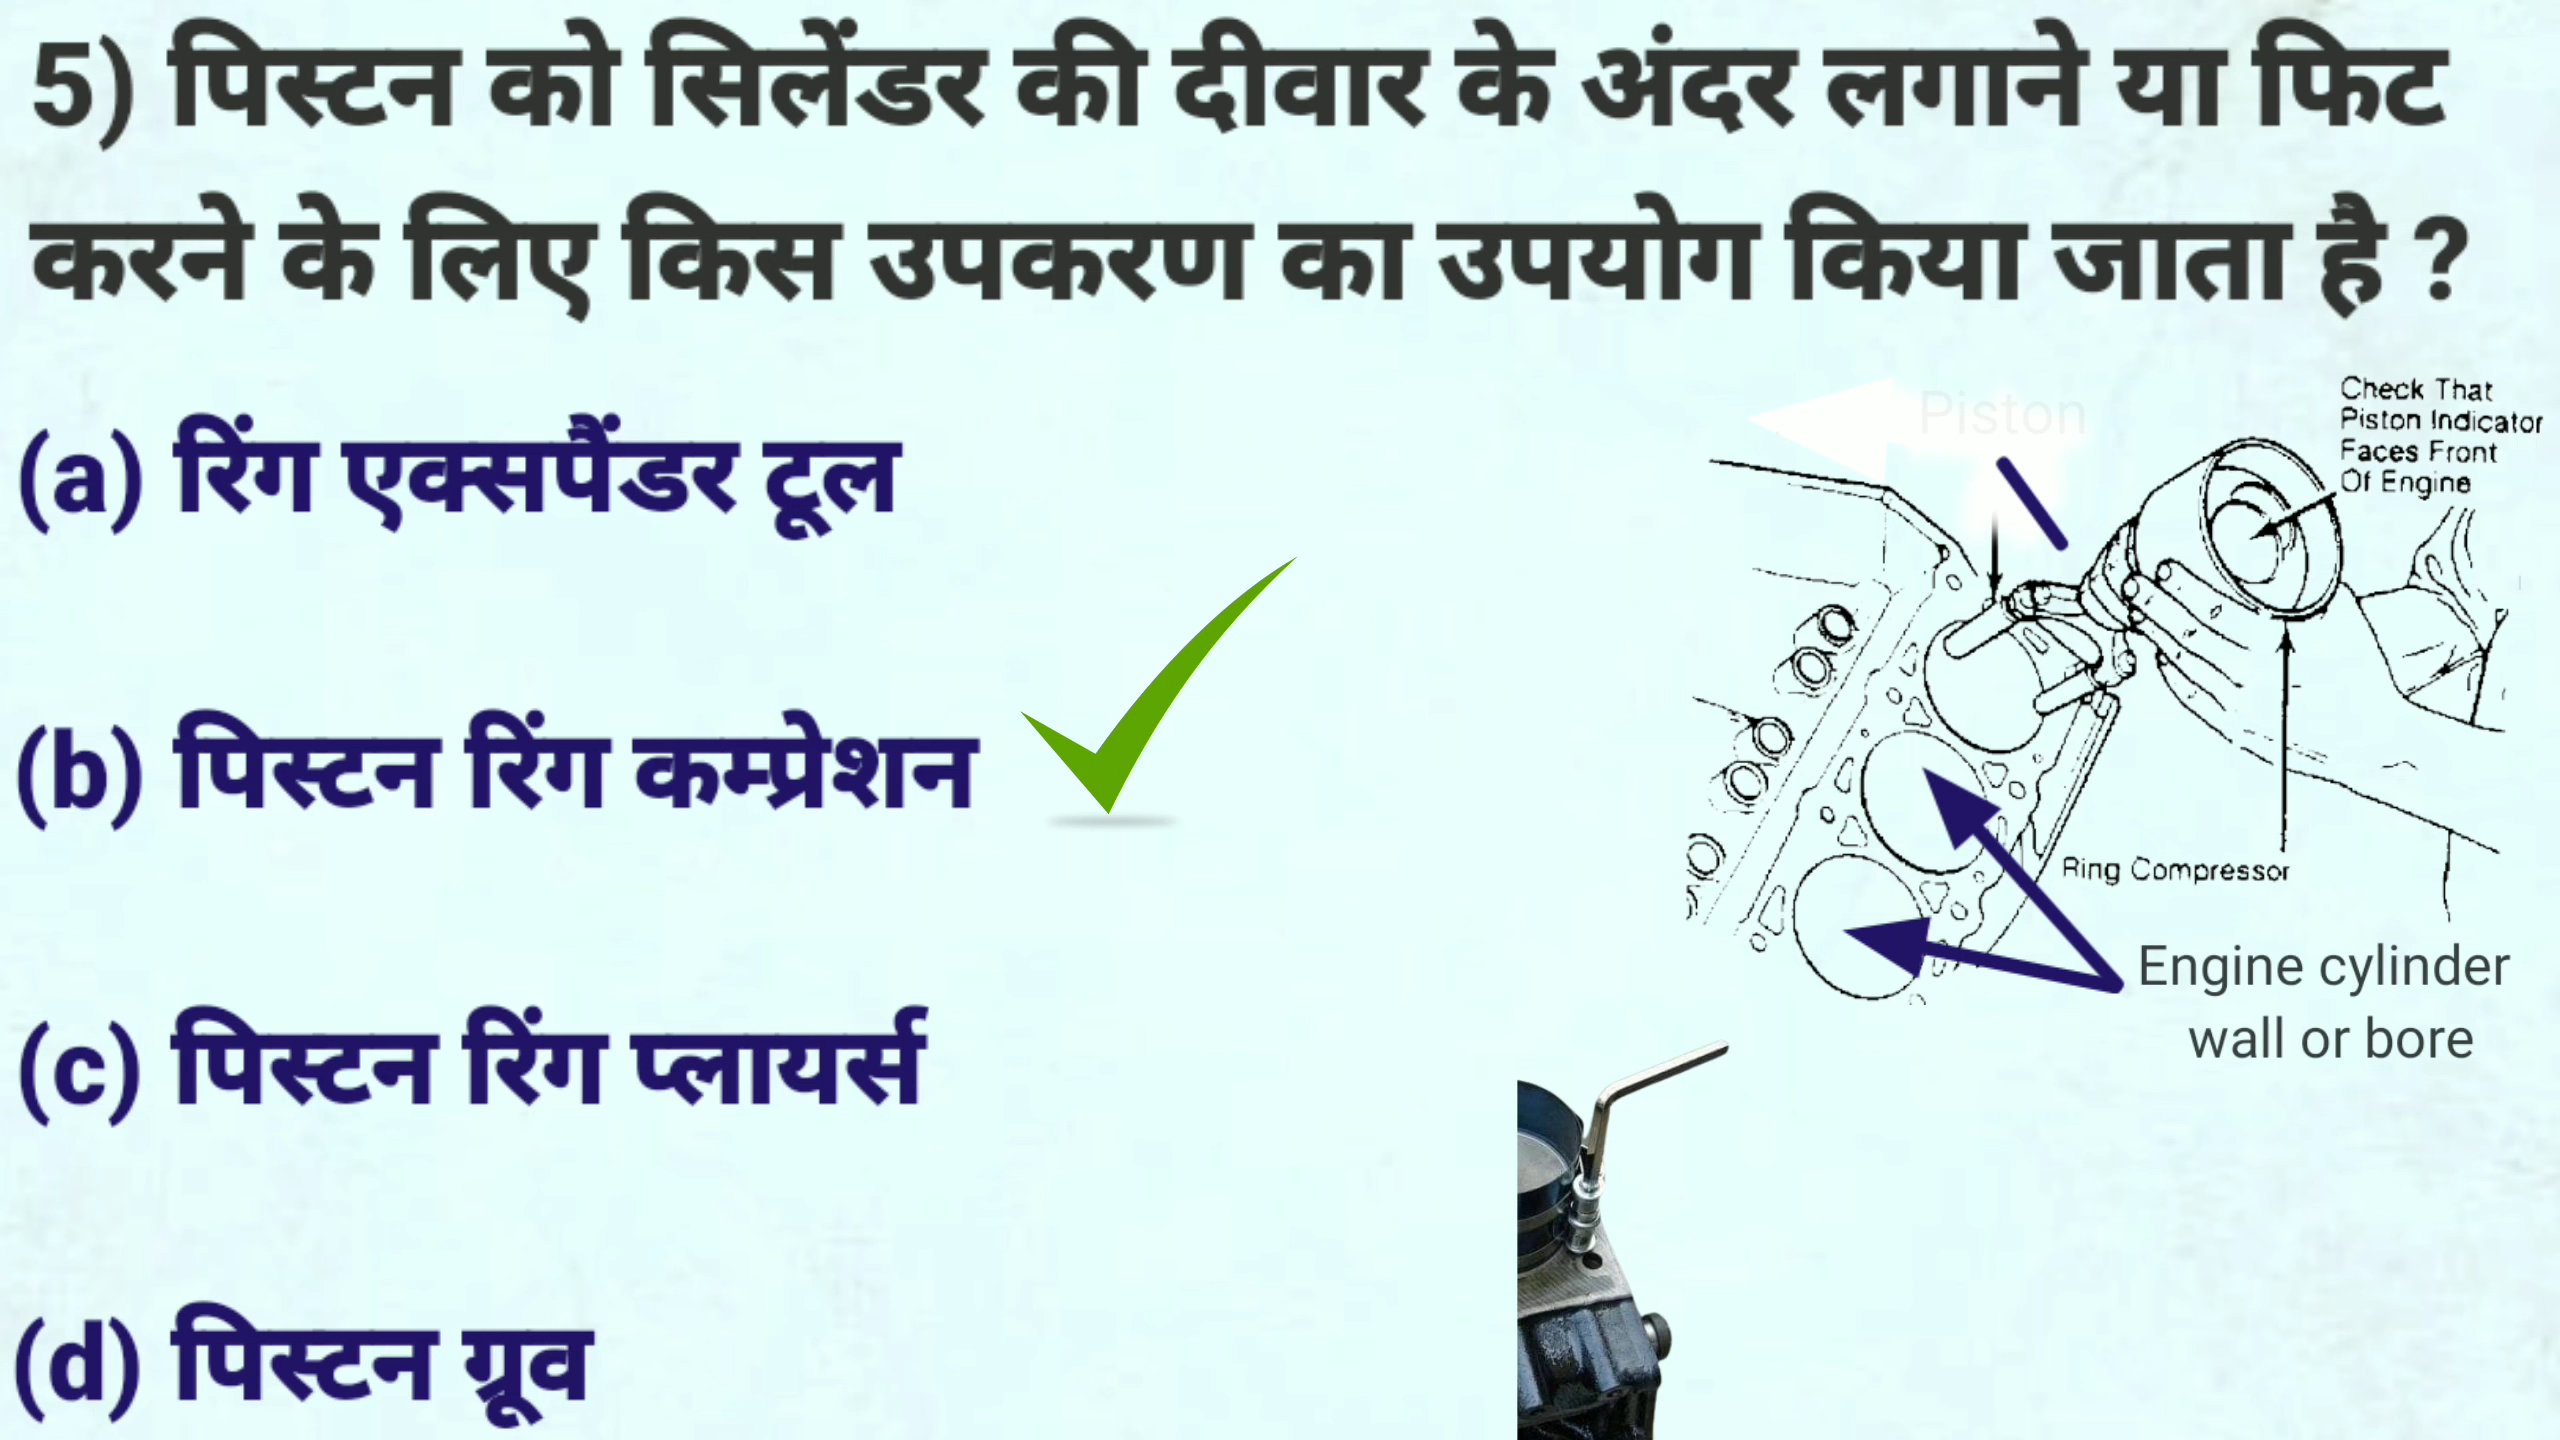 5) पिस्टन को सिलेंडर की दीवार के अंदर लगाने या फिट
करने के लिए किस उपकरण का उपयोग किया जाता है ?
(a) रिंग एक्सपैंडर टूल
(b) पिस्टन रिंग कम्प्रेशन
(c) पिस्टन रिंग प्लायर्स
(d) पिस्टन ग्रूव
Piston
Check That
Piston Indicator
Faces Front
Of Engine
Ring Compressor
Engine cylinder
wall or bore